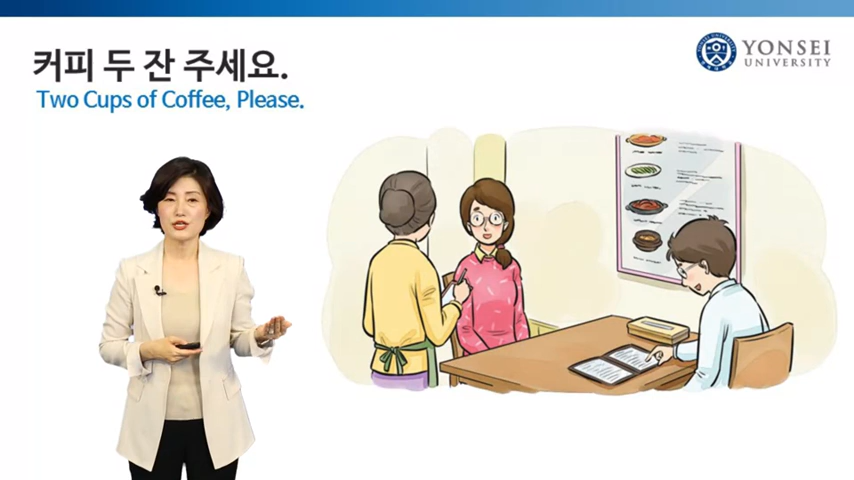 커피 두 잔 주세요.
Two Cups of Coffee, Please.
YONSEI
UNIVERSITY